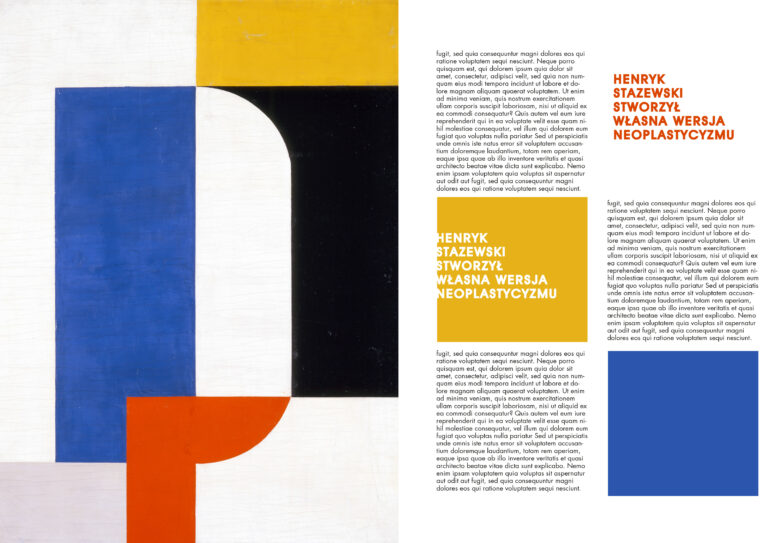 fugit, sed quia consequuntur magni dolores eos qui
ratione voluptatem sequi nesciunt. Neque porro
quisquam est, qui dolorem ipsum quia dolor sit
amet, consectetur, adipisci velit, sed quia non num-
quam eius modi tempora incidunt ut labore et do-
lore magnam aliquam quaerat voluptatem. Ut enim
ad minima veniam, quis nostrum exercitationem
ullam corporis suscipit laboriosam, nisi ut aliquid ex
ea commodi consequatur? Quis autem vel eum iure
reprehenderit qui in ea voluptate velit esse quam ni-
hil molestiae consequatur, vel illum qui dolorem eum
fugiat quo voluptas nulla pariatur Sed ut perspiciatis
unde omnis iste natus error sit voluptatem accusan-
tium doloremque laudantium, totam rem aperiam,
eaque ipsa quae ab illo inventore veritatis et quasi
architecto beatae vitae dicta sunt explicabo. Nemo
enim ipsam voluptatem quia voluptas sit aspernatur
aut odit aut fugit, sed quia consequuntur magni
dolores eos qui ratione voluptatem sequi nesciunt.
HENRYK
STAZEWSKI
STWORZYŁ
WŁASNA WERSJA
NEOPLASTYCYZMU
fugit, sed quia consequuntur magni dolores eos qui
ratione voluptatem sequi nesciunt. Neque porro
quisquam est, qui dolorem ipsum quia dolor sit
amet, consectetur, adipisci velit, sed quia non num-
quam eius modi tempora incidunt ut labore et do-
lore magnam aliquam quaerat voluptatem. Ut enim
ad minima veniam, quis nostrum exercitationem
ullam corporis suscipit laboriosam, nisi ut aliquid ex
ea commodi consequatur? Quis autem vel eum iure
reprehenderit qui in ea voluptate velit esse quam ni-
hil molestiae consequatur, vel illum qui dolorem eum
fugiat quo voluptas nulla pariatur Sed ut perspiciatis
unde omnis iste natus error sit voluptatem accusan-
tium doloremque laudantium, totam rem aperiam,
eaque ipsa quae ab illo inventore veritatis et quasi
architecto beatae vitae dicta sunt explicabo. Nemo
enim ipsam voluptatem quia voluptas sit aspernatur
aut odit aut fugit, sed quia consequuntur magni
dolores eos qui ratione voluptatem sequi nesciunt.
HENRYK
STAZEWSKI
STWORZYŁ
WŁASNA WERSJA
NEOPLASTYCYZMU
fugit, sed quia consequuntur magni dolores eos qui
ratione voluptatem sequi nesciunt. Neque porro
quisquam est, qui dolorem ipsum quia dolor sit
amet, consectetur, adipisci velit, sed quia non num-
quam eius modi tempora incidunt ut labore et do-
lore magnam aliquam quaerat voluptatem. Ut enim
ad minima veniam, quis nostrum exercitationem
ullam corporis suscipit laboriosam, nisi ut aliquid ex
ea commodi consequatur? Quis autem vel eum iure
reprehenderit qui in ea voluptate velit esse quam ni-
hil molestiae consequatur, vel illum qui dolorem eum
fugiat quo voluptas nulla pariatur Sed ut perspiciatis
unde omnis iste natus error sit voluptatem accusan-
tium doloremque laudantium, totam rem aperiam,
eaque ipsa quae ab illo inventore veritatis et quasi
architecto beatae vitae dicta sunt explicabo. Nemo
enim ipsam voluptatem quia voluptas sit aspernatur
aut odit aut fugit, sed quia consequuntur magni
dolores eos qui ratione voluptatem sequi nesciunt.